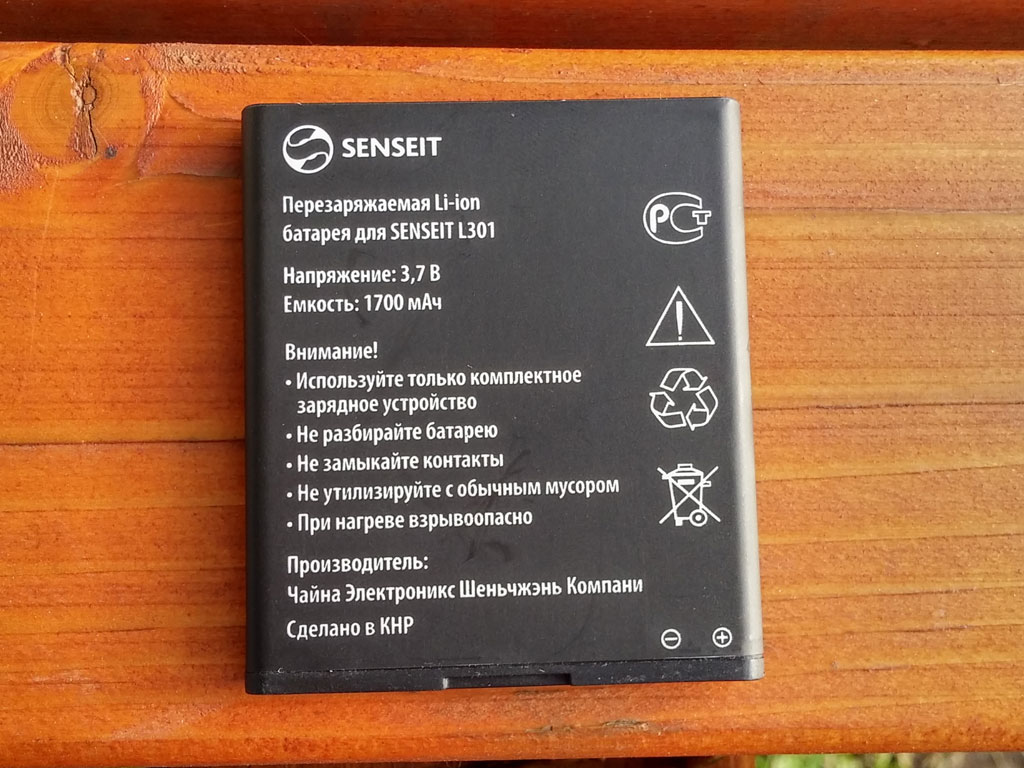 SENSEIT
Перезаряжаемая Li-ion
батарея для SENSEIT L301
Напряжение: 3,7 В
Емкость: 1700 мАч
Внимание!
• Используйте только комплектное
зарядное устройство
• Не разбирайте батарею
• Не замыкайте контакты
• Не утилизируйте с обычным мусором
• При нагреве взрывоопасно
Производитель:
Чайна Электроникс Шеньчжэнь Компани
Сделано в КНР
РСТ